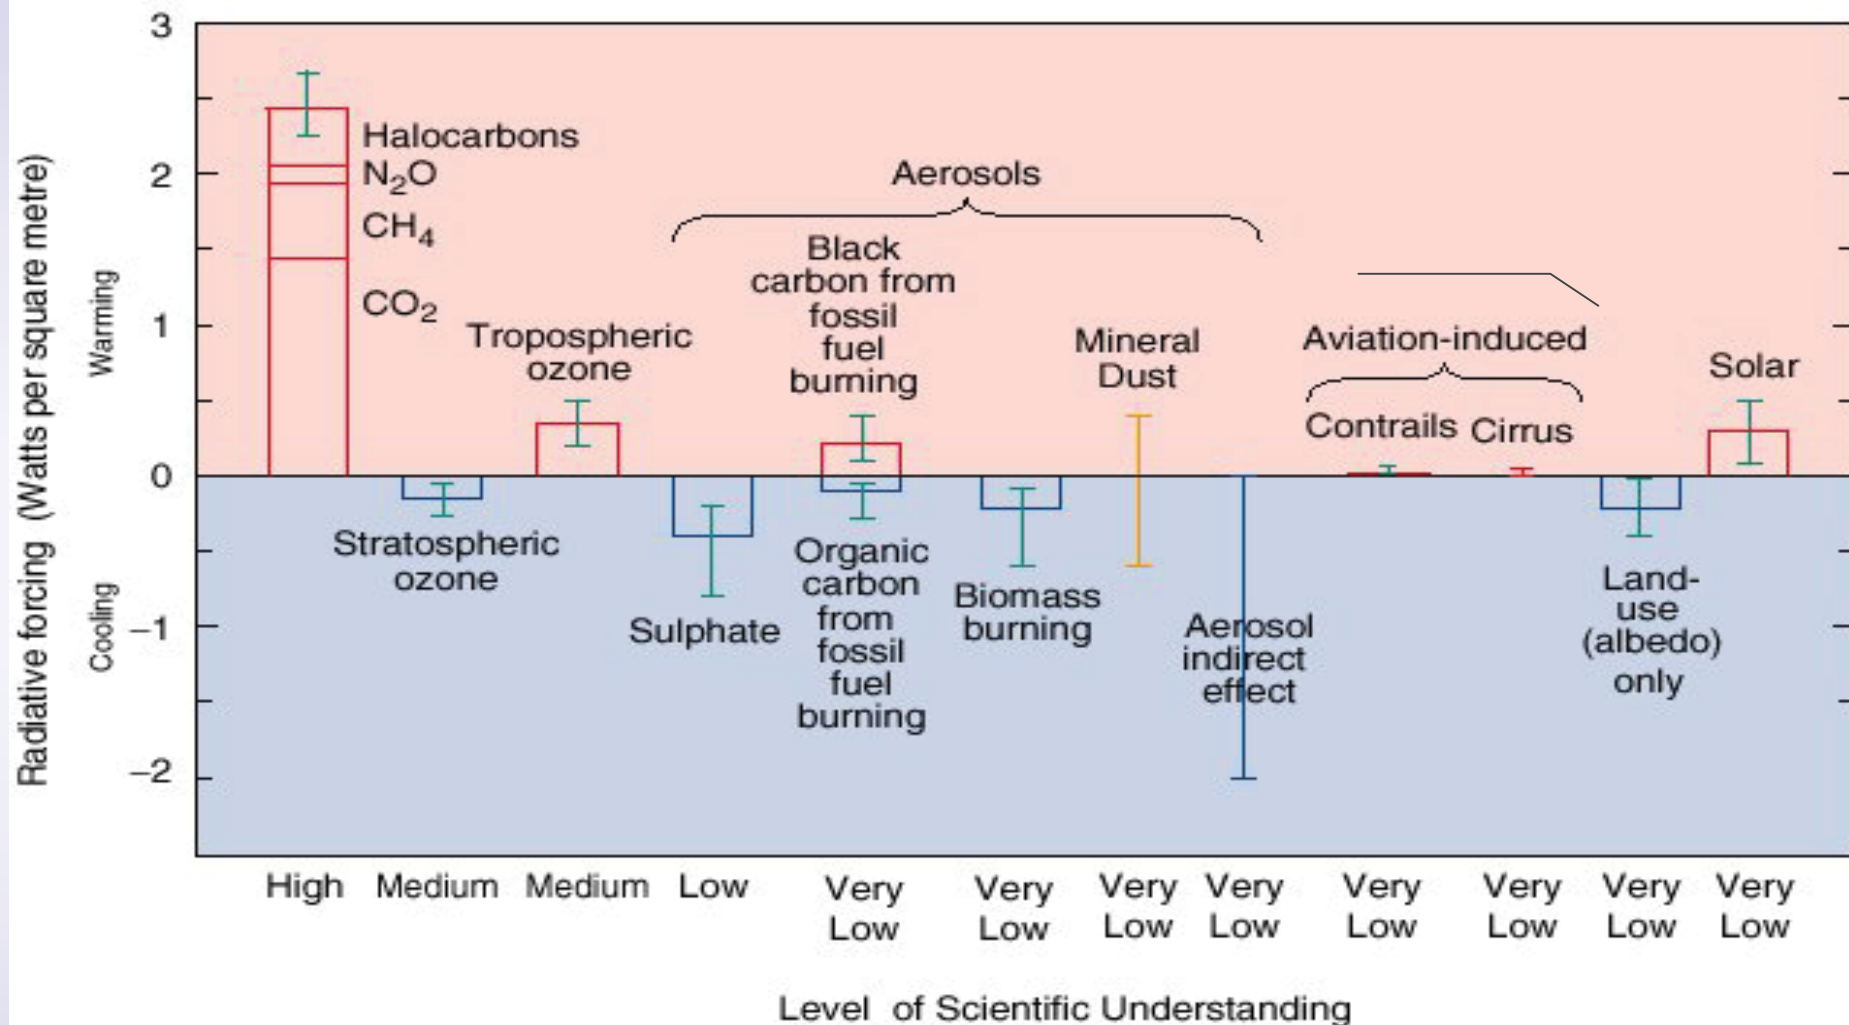 3
2
1
0
−1
−2
Radiative forcing (Watts per square metre)
Warming
Cooling
Halocarbons
N₂O
CH₄
CO₂
Stratospheric
ozone
Tropospheric
ozone
Aerosols
Sulphate
Black
carbon from
fossil
fuel
burning
Organic
carbon
from
fossil
fuel
burning
Biomass
burning
Mineral
Dust
Aerosol
indirect
effect
Aviation-induced
Contrails Cirrus
Land-
use
(albedo)
only
Solar
High Medium Medium Low Very Very Very Very Very Very Very Very
Low Low Low Low Low Low Low Low
Level of Scientific Understanding